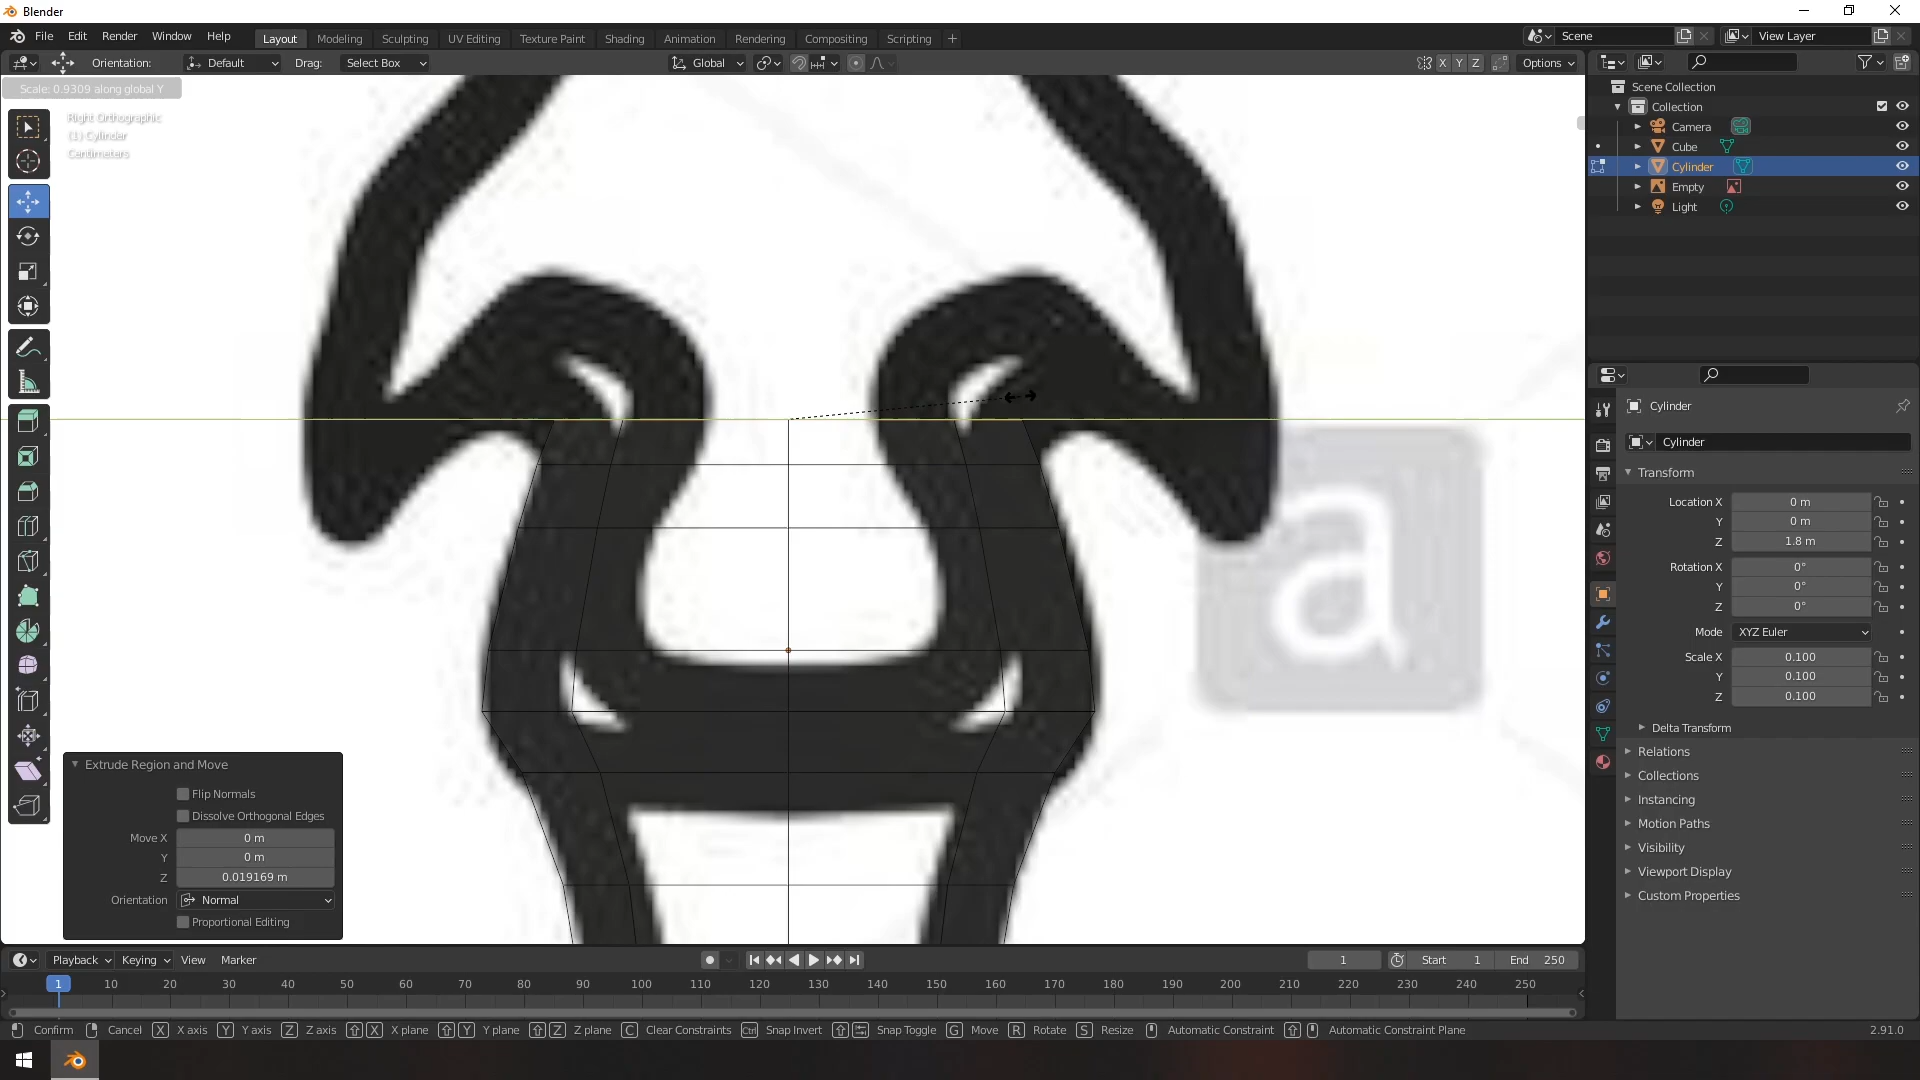 Blender
File Edit Render Window Help Layout Modeling Sculpting UV Editing Texture Paint Shading Animation Rendering Compositing Scripting + Scene View Layer
Orientation: Default Drag: Select Box Global X Y Z Options
Scale: 0.9309 along global Y
Right Orthographic
(1) Cylinder
Centimeters
Scene Collection
Collection
Camera
Cube
Cylinder
Empty
Light
Cylinder
Cylinder
Transform
Location X 0 m
Y 0 m
Z 1.8 m
Rotation X 0°
Y 0°
Z 0°
Mode XYZ Euler
Scale X 0.100
Y 0.100
Z 0.100
Delta Transform
Relations
Collections
Instancing
Motion Paths
Visibility
Viewport Display
Custom Properties
a
Extrude Region and Move
Flip Normals
Dissolve Orthogonal Edges
Move X 0 m
Y 0 m
Z 0.019169 m
Orientation Normal
Proportional Editing
Playback Keying View Marker 1 Start 1 End 250
1 10 20 30 40 50 60 70 80 90 100 110 120 130 140 150 160 170 180 190 200 210 220 230 240 250
Confirm Cancel X X axis Y Y axis Z Z axis X X plane Y Y plane Z Z plane C Clear Constraints Ctrl Snap Invert Snap Toggle G Move R Rotate S Resize Automatic Constraint Automatic Constraint Plane 2.91.0